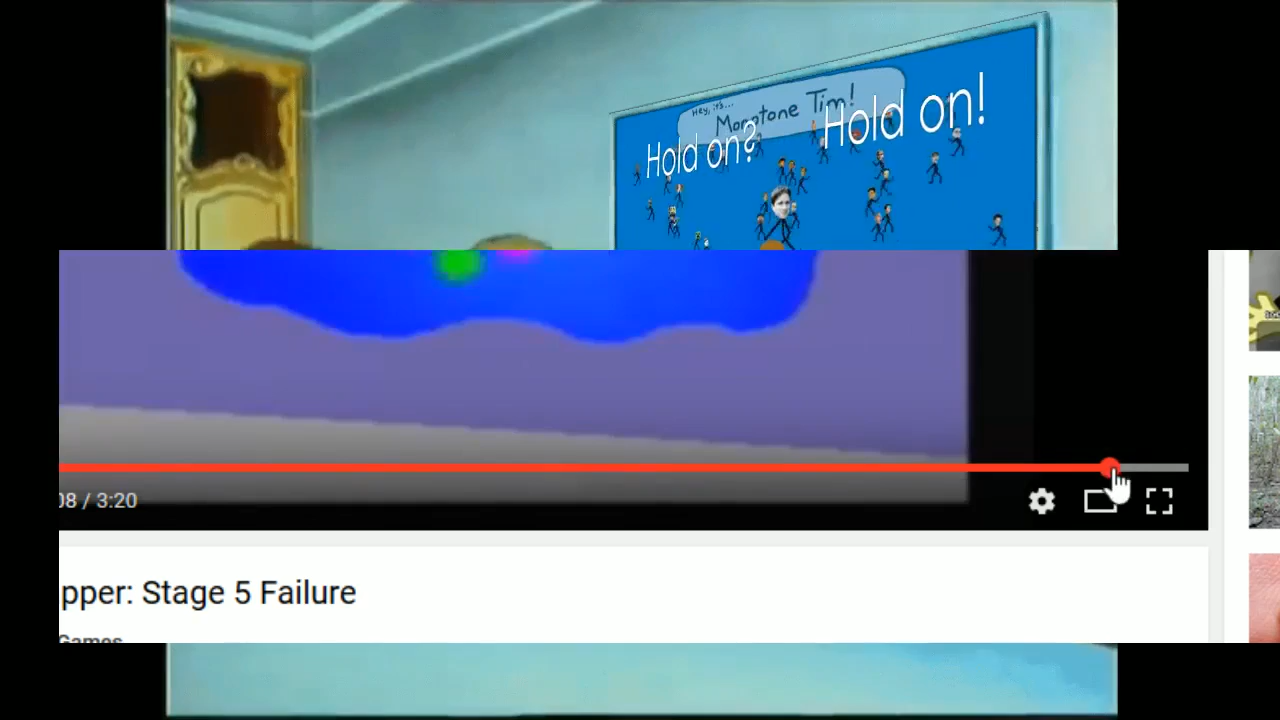 Hey, it's...
Monotone Tim!
Hold on?
Hold on!
08 / 3:20
pper: Stage 5 Failure
Games